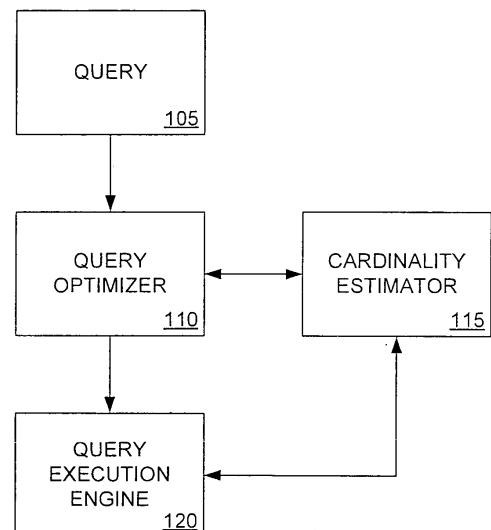 QUERY
105
QUERY
OPTIMIZER
110
CARDINALITY
ESTIMATOR
115
QUERY
EXECUTION
ENGINE
120